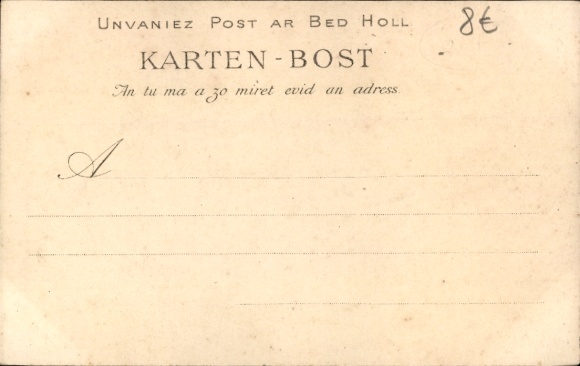 UNVANIEZ POST AR BED HOLL
8€
KARTEN-BOST
An tu ma a zo miret evid an adress
A